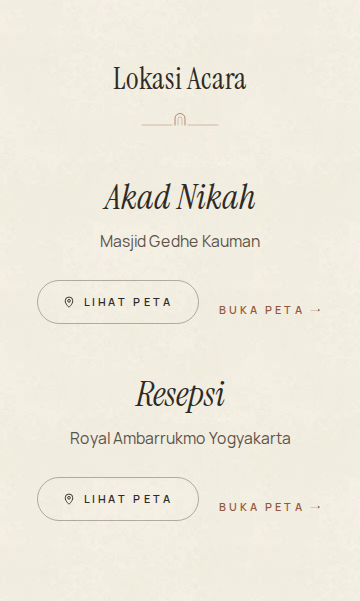 Lokasi Acara
Akad Nikah
Masjid Gedhe Kauman
LIHAT PETA
BUKA PETA →
Resepsi
Royal Ambarrukmo Yogyakarta
LIHAT PETA
BUKA PETA →